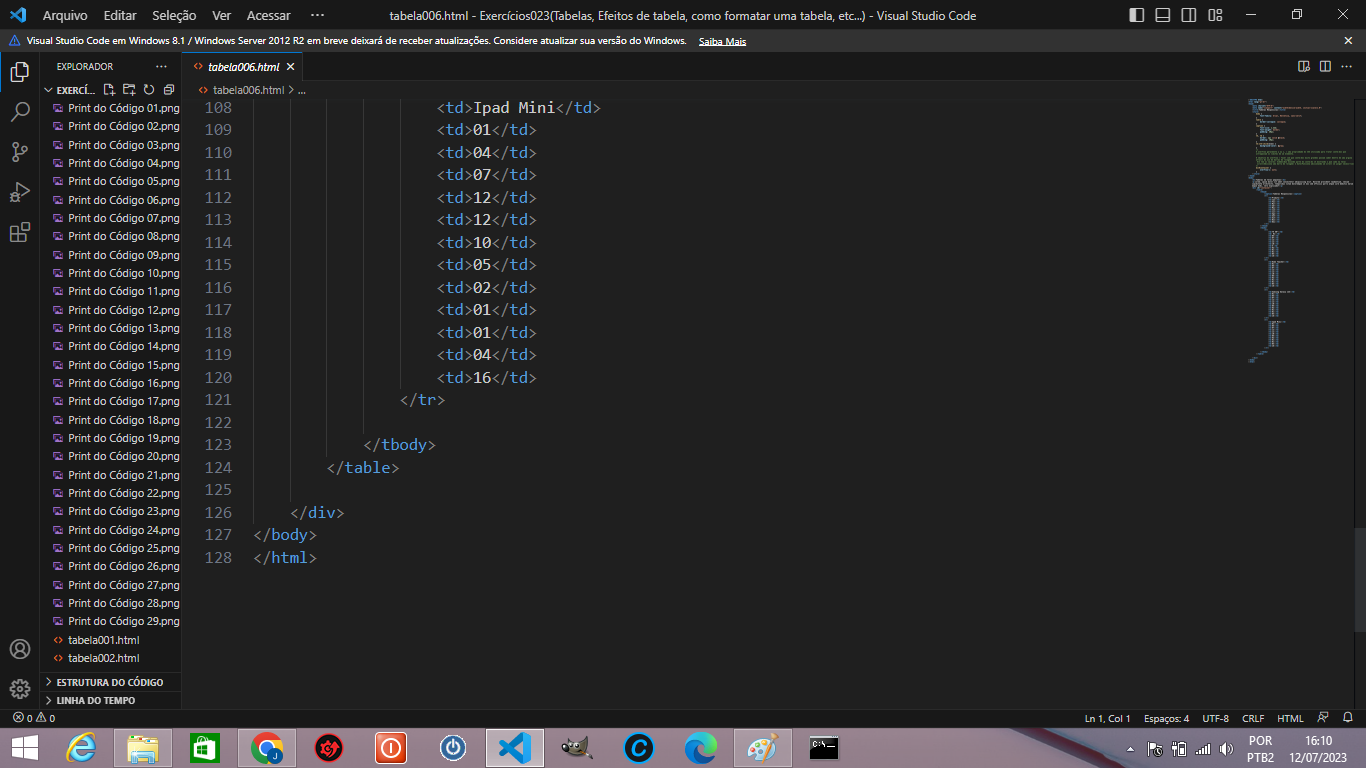 Arquivo Editar Seleção Ver Acessar ··· tabela006.html - Exercícios023(Tabelas, Efeitos de tabela, como formatar uma tabela, etc...) - Visual Studio Code
Visual Studio Code em Windows 8.1 / Windows Server 2012 R2 em breve deixará de receber atualizações. Considere atualizar sua versão do Windows. Saiba Mais
EXPLORADOR
tabela006.html
EXERCÍ...
tabela006.html > ...
Print do Código 01.png
Print do Código 02.png
Print do Código 03.png
Print do Código 04.png
Print do Código 05.png
Print do Código 06.png
Print do Código 07.png
Print do Código 08.png
Print do Código 09.png
Print do Código 10.png
Print do Código 11.png
Print do Código 12.png
Print do Código 13.png
Print do Código 14.png
Print do Código 15.png
Print do Código 16.png
Print do Código 17.png
Print do Código 18.png
Print do Código 19.png
Print do Código 20.png
Print do Código 21.png
Print do Código 22.png
Print do Código 23.png
Print do Código 24.png
Print do Código 25.png
Print do Código 26.png
Print do Código 27.png
Print do Código 28.png
Print do Código 29.png
tabela001.html
tabela002.html
ESTRUTURA DO CÓDIGO
LINHA DO TEMPO
108 <td>Ipad Mini</td>
109 <td>01</td>
110 <td>04</td>
111 <td>07</td>
112 <td>12</td>
113 <td>12</td>
114 <td>10</td>
115 <td>05</td>
116 <td>02</td>
117 <td>01</td>
118 <td>01</td>
119 <td>04</td>
120 <td>16</td>
121 </tr>
122
123 </tbody>
124 </table>
125
126 </div>
127 </body>
128 </html>
0 0 Ln 1, Col 1 Espaços: 4 UTF-8 CRLF HTML
POR
PTB2
16:10
12/07/2023